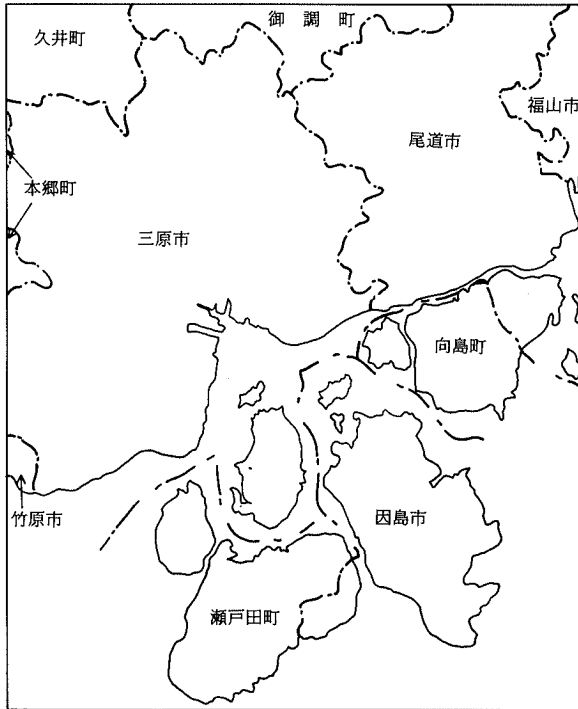 御調町
久井町
福山市
尾道市
本郷町
三原市
向島町
竹原市
因島市
瀬戸田町